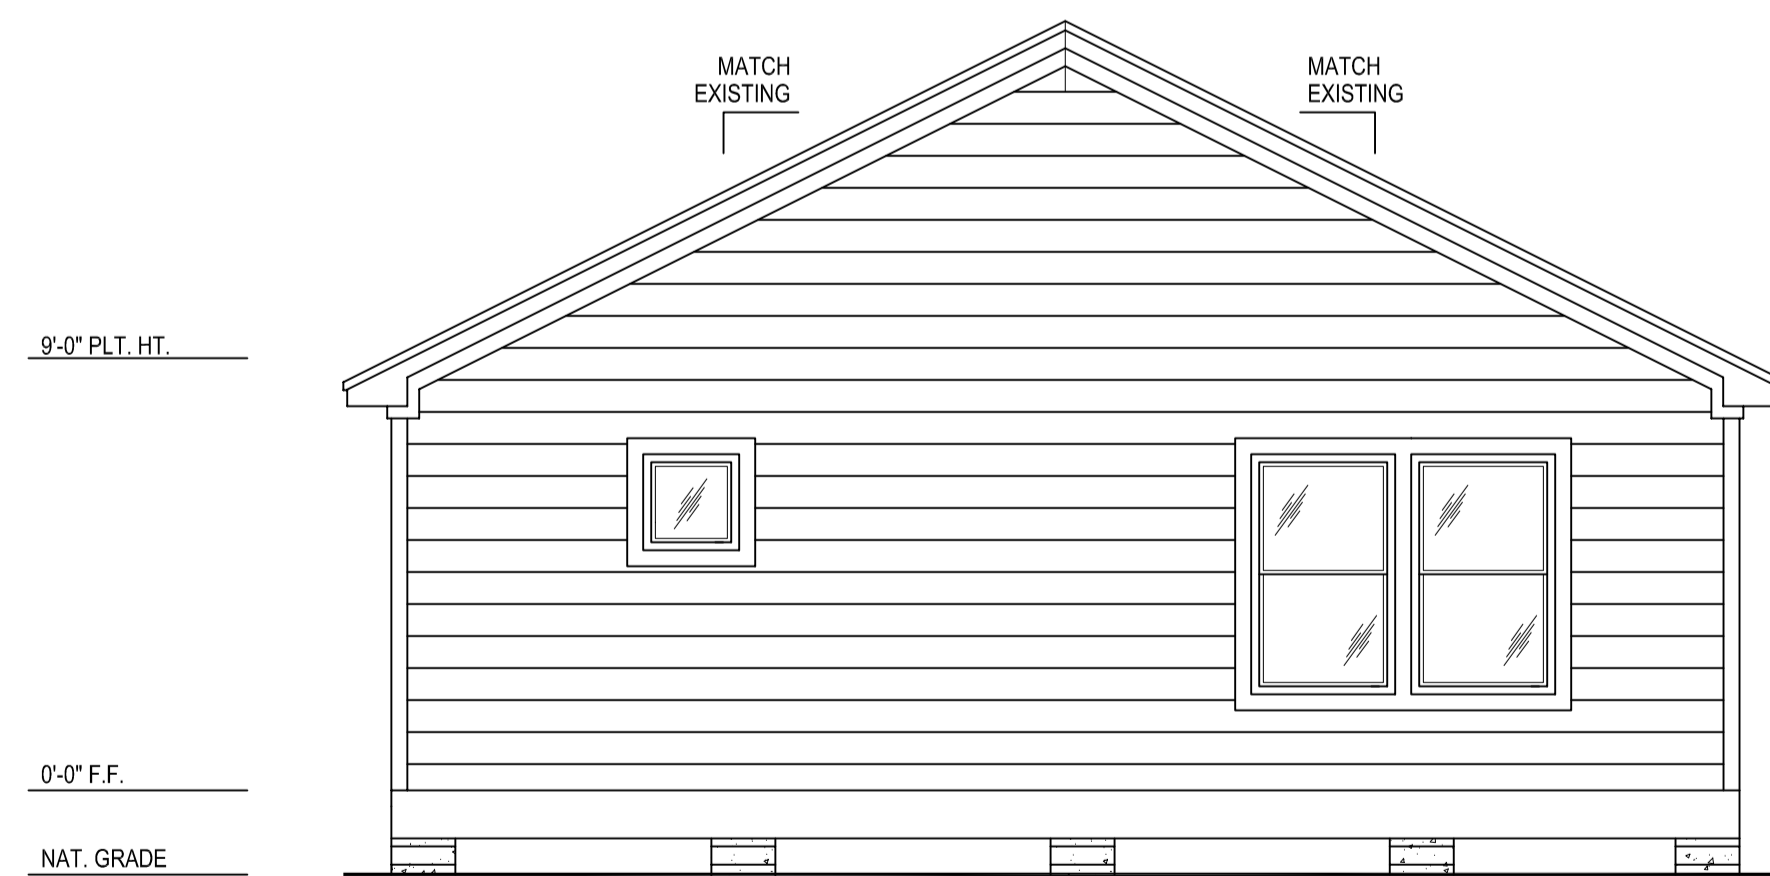 MATCH
EXISTING
MATCH
EXISTING
9'-0" PLT. HT.
0'-0" F.F.
NAT. GRADE